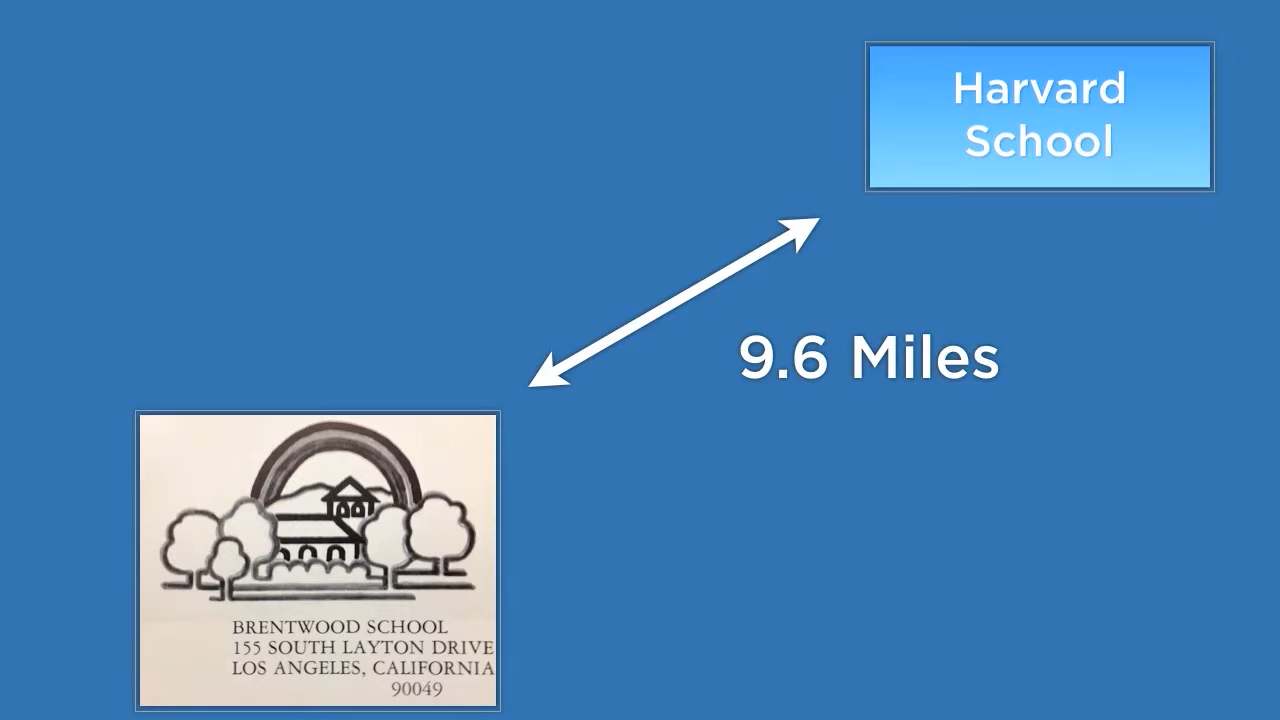 Harvard
School
9.6 Miles
BRENTWOOD SCHOOL
155 SOUTH LAYTON DRIVE
LOS ANGELES, CALIFORNIA
90049